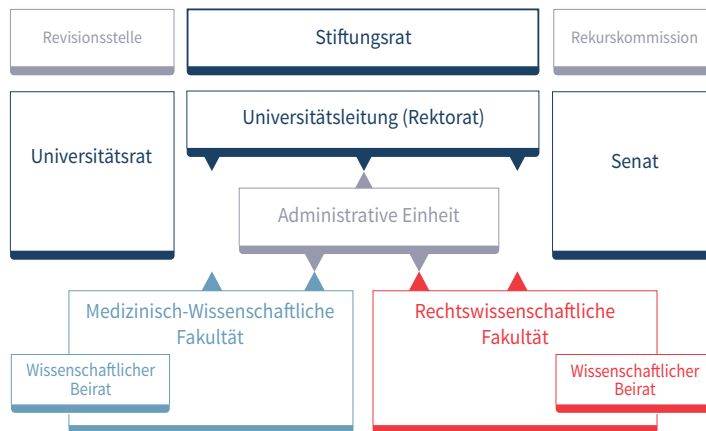 Revisionsstelle
Stiftungsrat
Rekurskommission
Universitätsrat
Universitätsleitung (Rektorat)
Senat
Administrative Einheit
Medizinisch-Wissenschaftliche
Fakultät
Wissenschaftlicher
Beirat
Rechtswissenschaftliche
Fakultät
Wissenschaftlicher
Beirat